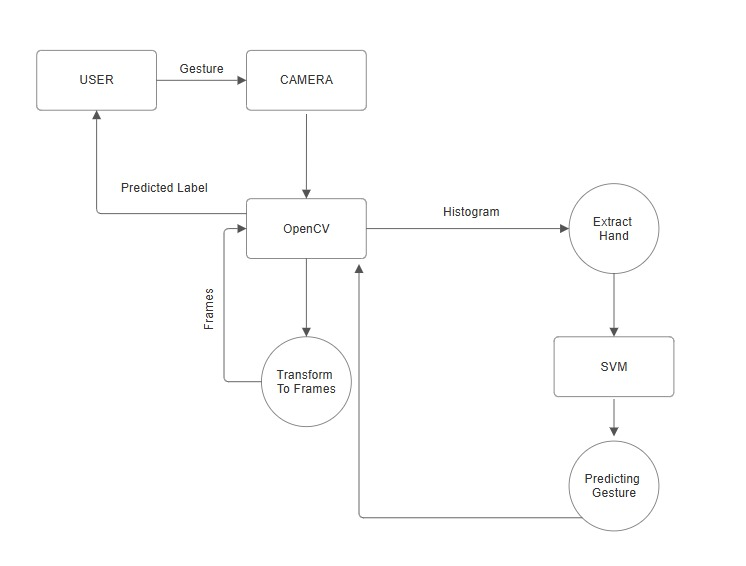 USER
Gesture
CAMERA
Predicted Label
OpenCV
Histogram
Extract
Hand
Frames
Transform
To Frames
SVM
Predicting
Gesture